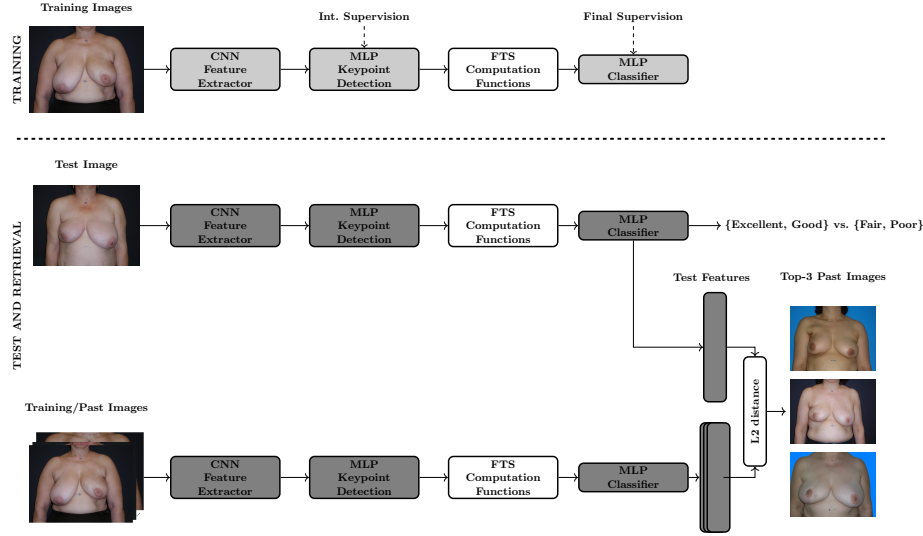 Training Images
Int. Supervision
Final Supervision
TRAINING
CNN
Feature
Extractor
MLP
Keypoint
Detection
FTS
Computation
Functions
MLP
Classifier
Test Image
TEST AND RETRIEVAL
CNN
Feature
Extractor
MLP
Keypoint
Detection
FTS
Computation
Functions
MLP
Classifier
{Excellent, Good} vs. {Fair, Poor}
Test Features
Top-3 Past Images
L2 distance
Training/Past Images
CNN
Feature
Extractor
MLP
Keypoint
Detection
FTS
Computation
Functions
MLP
Classifier